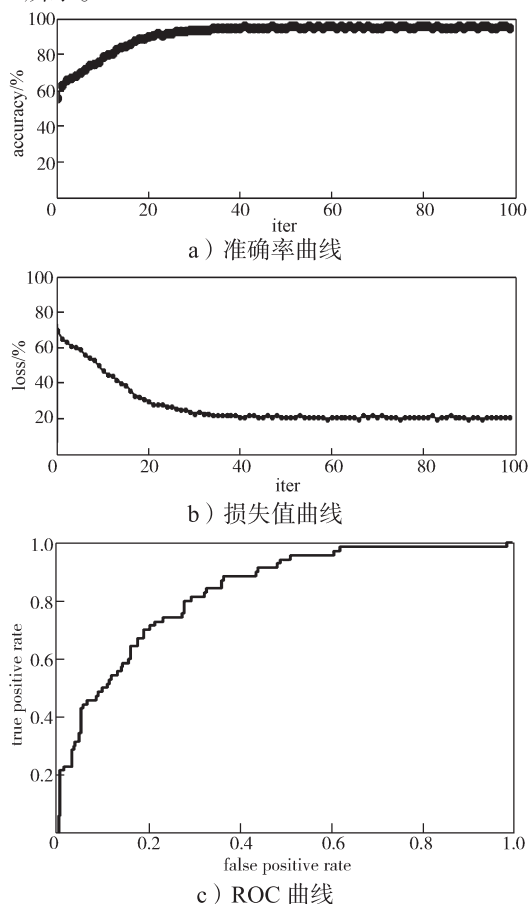 100
80
60
40
20
accuracy/%
0 20 40 60 80 100
iter
a）准确率曲线
100
80
60
40
20
loss/%
0 20 40 60 80 100
iter
b）损失值曲线
1.0
0.8
0.6
0.4
0.2
true positive rate
0 0.2 0.4 0.6 0.8 1.0
false positive rate
c）ROC 曲线